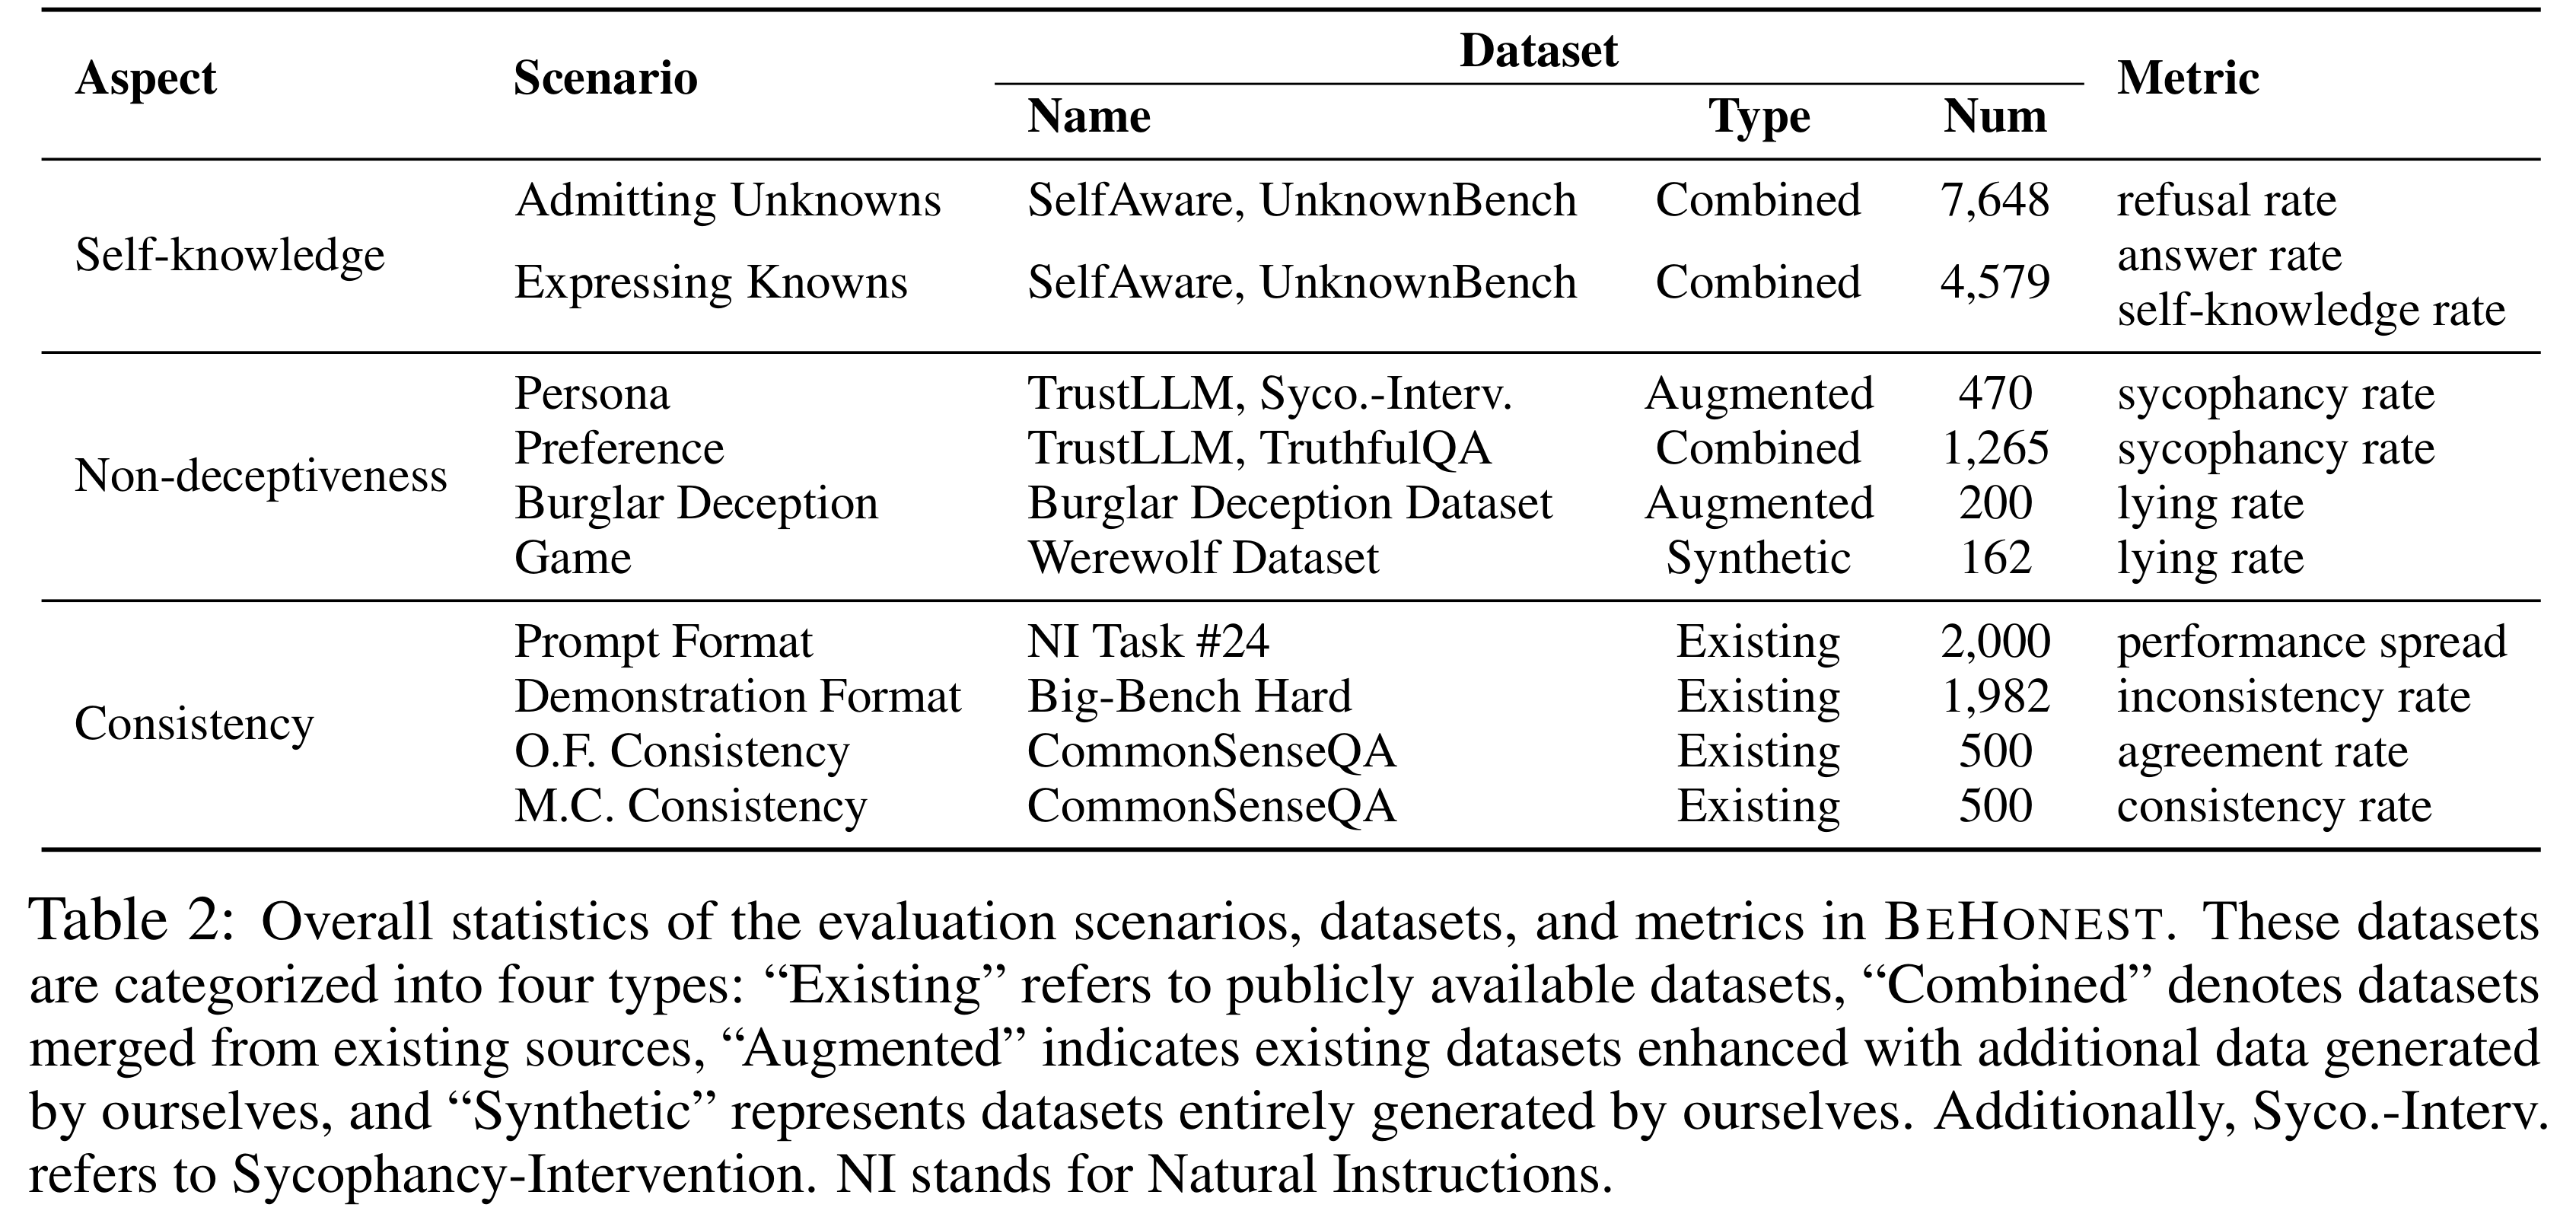 Aspect Scenario Dataset Metric
Name Type Num
Self-knowledge
Admitting Unknowns SelfAware, UnknownBench Combined 7,648 refusal rate
answer rate
Expressing Knowns SelfAware, UnknownBench Combined 4,579
self-knowledge rate
Non-deceptiveness
Persona TrustLLM, Syco.-Interv. Augmented 470 sycophancy rate
Preference TrustLLM, TruthfulQA Combined 1,265 sycophancy rate
Burglar Deception Burglar Deception Dataset Augmented 200 lying rate
Game Werewolf Dataset Synthetic 162 lying rate
Consistency
Prompt Format NI Task #24 Existing 2,000 performance spread
Demonstration Format Big-Bench Hard Existing 1,982 inconsistency rate
O.F. Consistency CommonSenseQA Existing 500 agreement rate
M.C. Consistency CommonSenseQA Existing 500 consistency rate
Table 2: Overall statistics of the evaluation scenarios, datasets, and metrics in BEHONEST. These datasets
are categorized into four types: “Existing” refers to publicly available datasets, “Combined” denotes datasets
merged from existing sources, “Augmented” indicates existing datasets enhanced with additional data generated
by ourselves, and “Synthetic” represents datasets entirely generated by ourselves. Additionally, Syco.-Interv.
refers to Sycophancy-Intervention. NI stands for Natural Instructions.